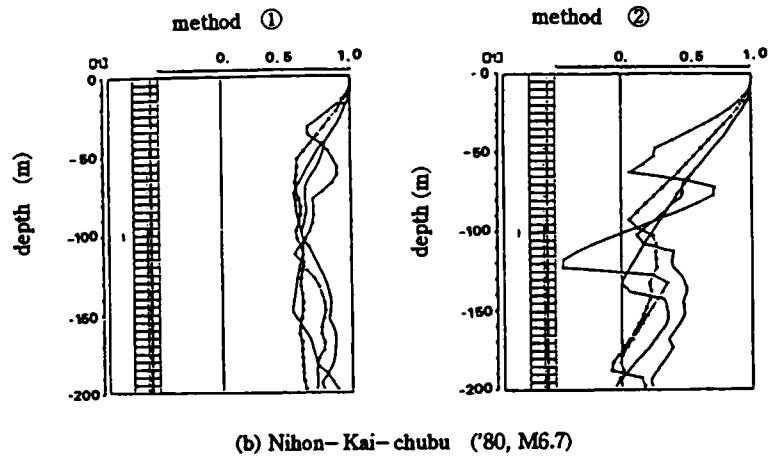 method ① method ②
0. 0.5 1.0 0. 0.5 1.0
0 - 0
-50 -50
-100 -100
-150 -150
-200 -200
depth (m) depth (m)
(b) Nihon-Kai-chubu ('80, M6.7)